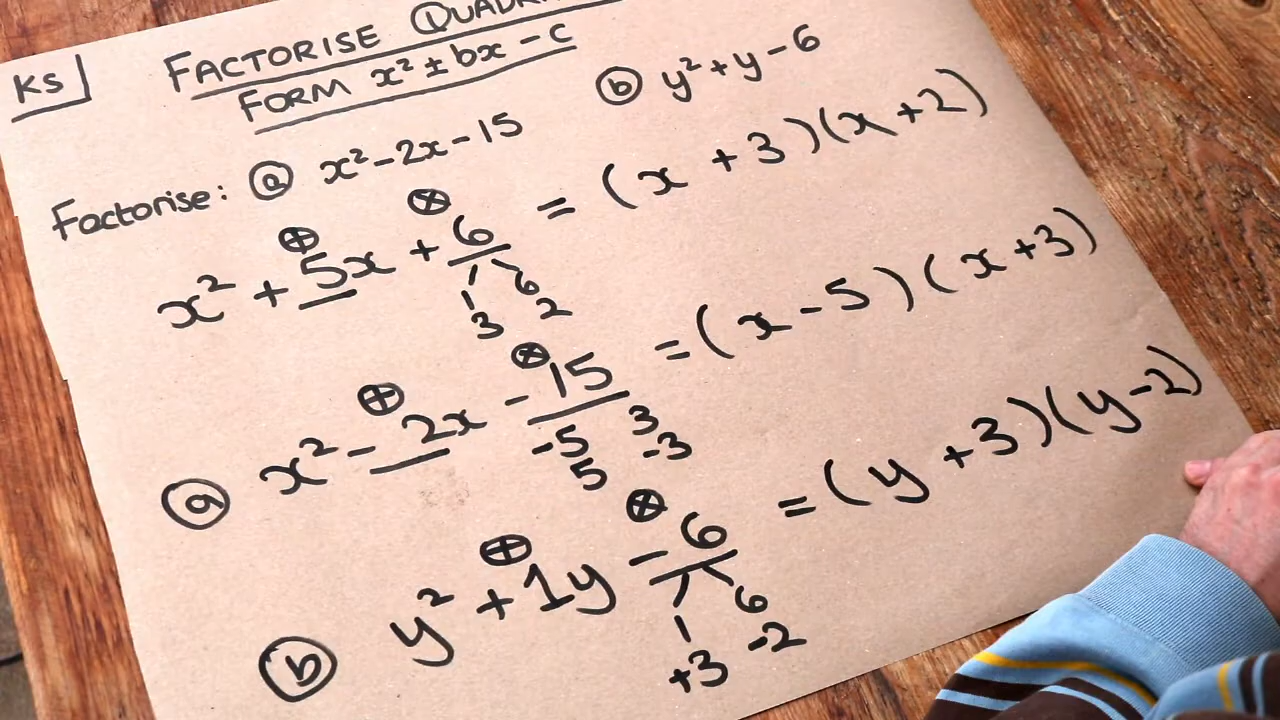 KS
FACTORISE
FORM x² ± bx - c
Factorise: ⓐ x² - 2x - 15 ⓑ y² + y - 6
⊕ ⊗
x² + 5x + 6 = (x + 3)(x + 2)
1 6
3 2
⊕ ⊗
ⓐ x² - 2x - 15 = (x - 5)(x + 3)
-5 3
5 -3
⊕ ⊗
ⓑ y² + 1y - 6 = (y + 3)(y - 2)
1 6
+3 -2